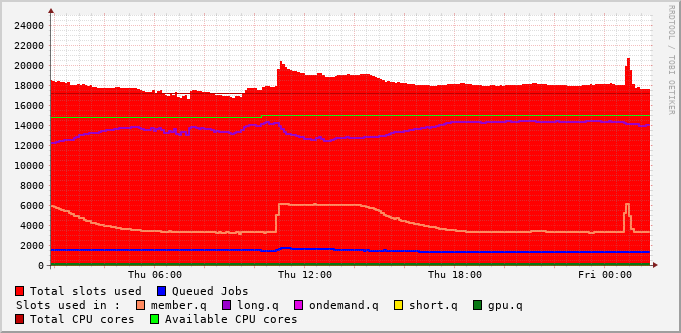 RRDTOOL / TOBI OETIKER
24000
22000
20000
18000
16000
14000
12000
10000
8000
6000
4000
2000
0
Thu 06:00 Thu 12:00 Thu 18:00 Fri 00:00
Total slots used Queued Jobs
Slots used in : member.q long.q ondemand.q short.q gpu.q
Total CPU cores Available CPU cores